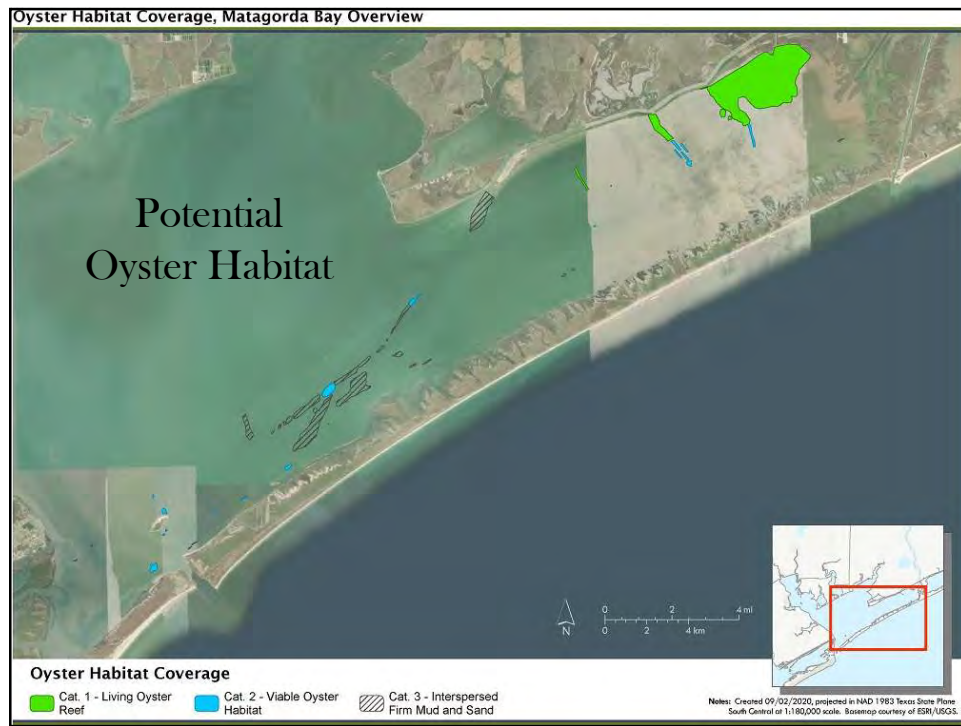 Oyster Habitat Coverage, Matagorda Bay Overview
Potential
Oyster Habitat
N
0 2 4 mi
0 2 4 km
Oyster Habitat Coverage
Cat. 1 - Living Oyster
Reef
Cat. 2 - Viable Oyster
Habitat
Cat. 3 - Interspersed
Firm Mud and Sand
Notes: Created 09/02/2020, projected in NAD 1983 Texas State Plane
South Central at 1:180,000 scale. Basemap courtesy of ESRI/USGS.